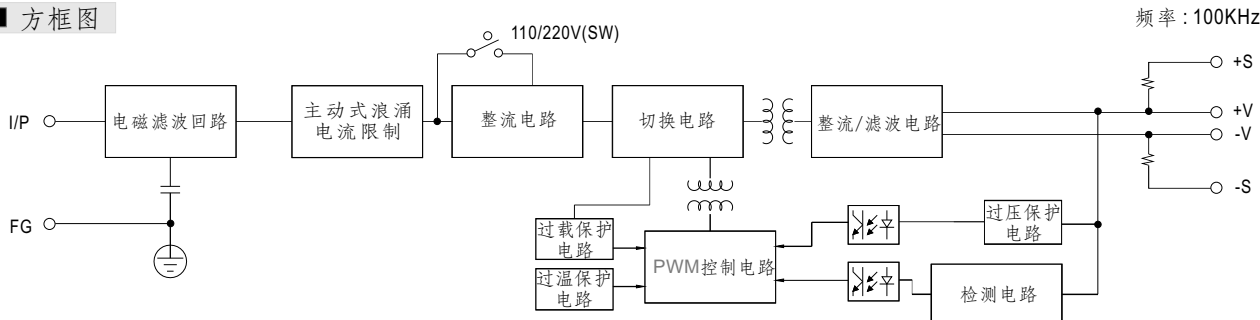 方框图
频率 : 100KHz
110/220V(SW)
+S
I/P
电磁滤波回路
主动式浪涌
电流限制
整流电路
切换电路
整流/滤波电路
+V
-V
-S
FG
过载保护
电路
过温保护
电路
PWM控制电路
过压保护
电路
检测电路